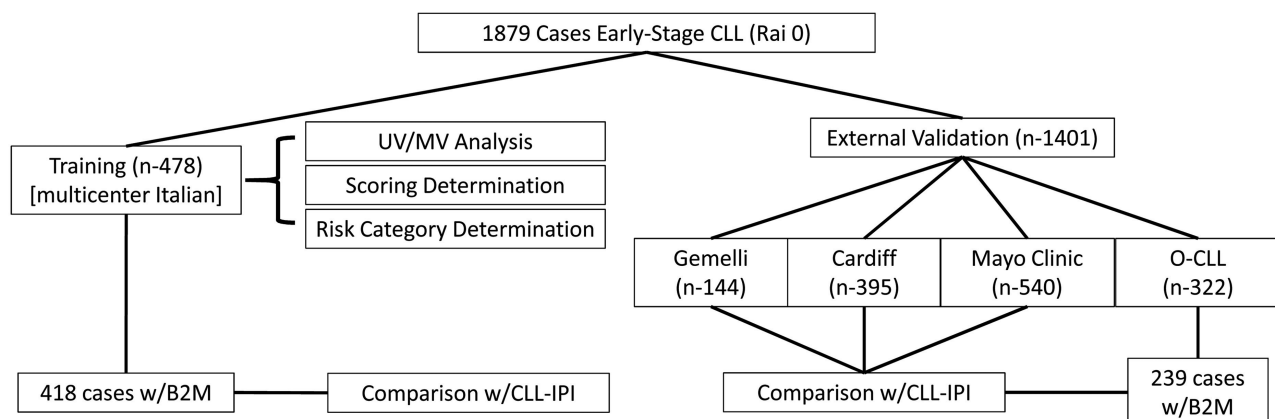 1879 Cases Early-Stage CLL (Rai 0)
Training (n-478)
[multicenter Italian]
UV/MV Analysis
Scoring Determination
Risk Category Determination
External Validation (n-1401)
Gemelli
(n-144)
Cardiff
(n-395)
Mayo Clinic
(n-540)
O-CLL
(n-322)
418 cases w/B2M
Comparison w/CLL-IPI
Comparison w/CLL-IPI
239 cases
w/B2M